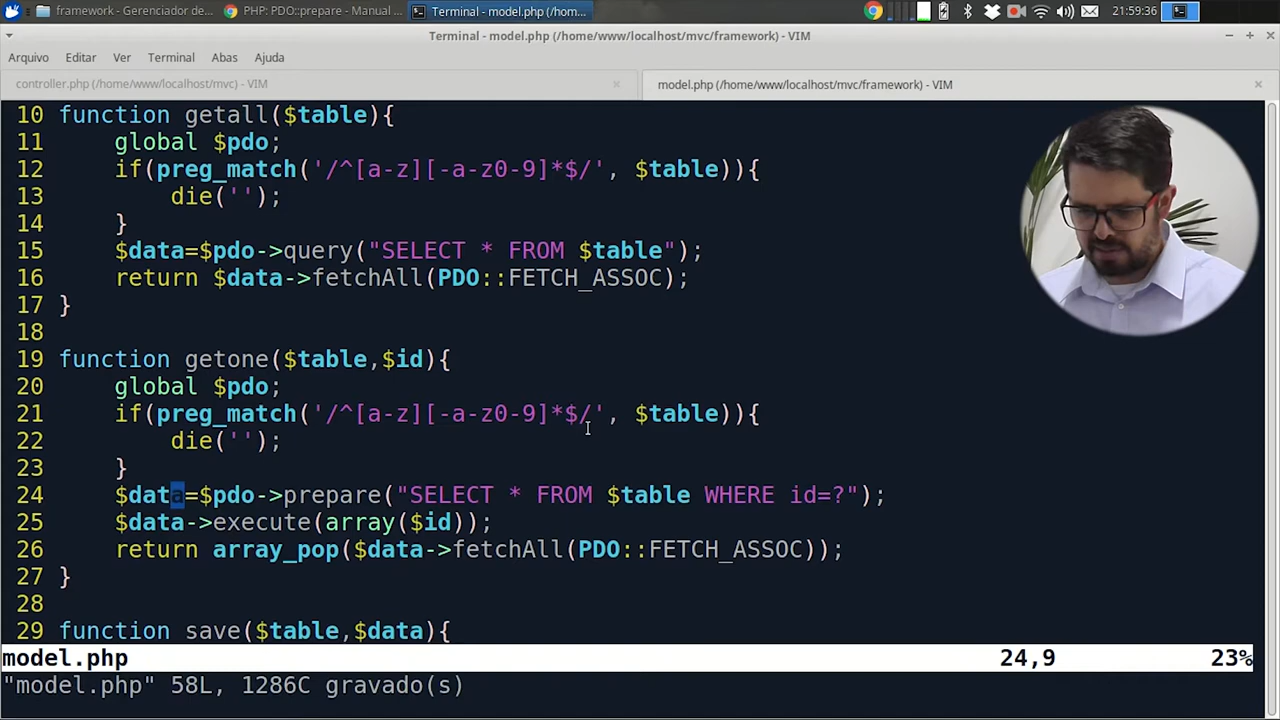 framework - Gerenciador de...
PHP: PDO::prepare - Manual ...
Terminal - model.php (/hom...
21:59:36
Terminal - model.php (/home/www/localhost/mvc/framework) - VIM
Arquivo Editar Ver Terminal Abas Ajuda
controller.php (/home/www/localhost/mvc) - VIM
model.php (/home/www/localhost/mvc/framework) - VIM
10 function getall($table){
11     global $pdo;
12     if(preg_match('/^[a-z][-a-z0-9]*$/', $table)){
13         die('');
14     }
15     $data=$pdo->query("SELECT * FROM $table");
16     return $data->fetchAll(PDO::FETCH_ASSOC);
17 }
18
19 function getone($table,$id){
20     global $pdo;
21     if(preg_match('/^[a-z][-a-z0-9]*$/', $table)){
22         die('');
23     }
24     $data=$pdo->prepare("SELECT * FROM $table WHERE id=?");
25     $data->execute(array($id));
26     return array_pop($data->fetchAll(PDO::FETCH_ASSOC));
27 }
28
29 function save($table,$data){
model.php 24,9 23%
"model.php" 58L, 1286C gravado(s)